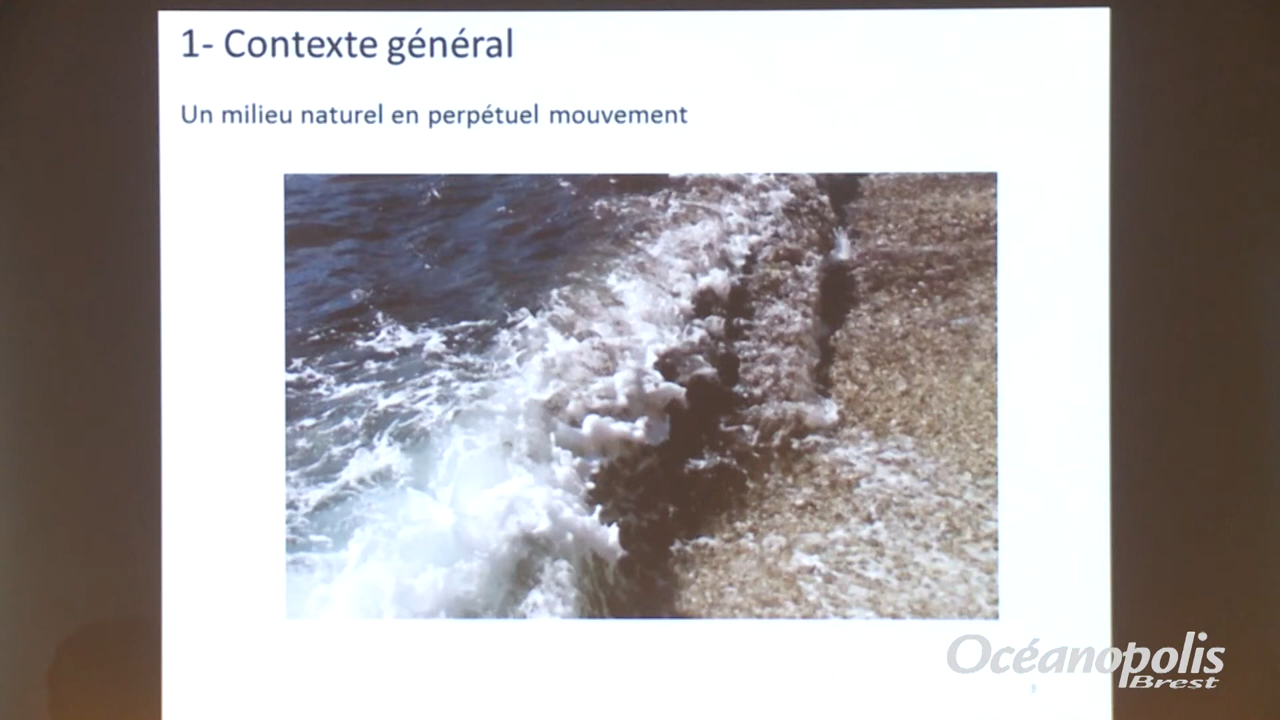 1- Contexte général
Un milieu naturel en perpétuel mouvement
Océanopolis
Brest